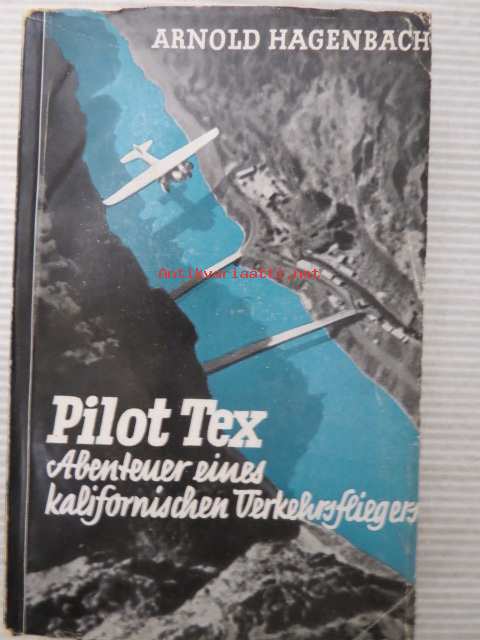 ARNOLD HAGENBACH
Antikvariaatti.net
Pilot Tex
Abenteuer eines
kalifornischen Verkehrsfliegers